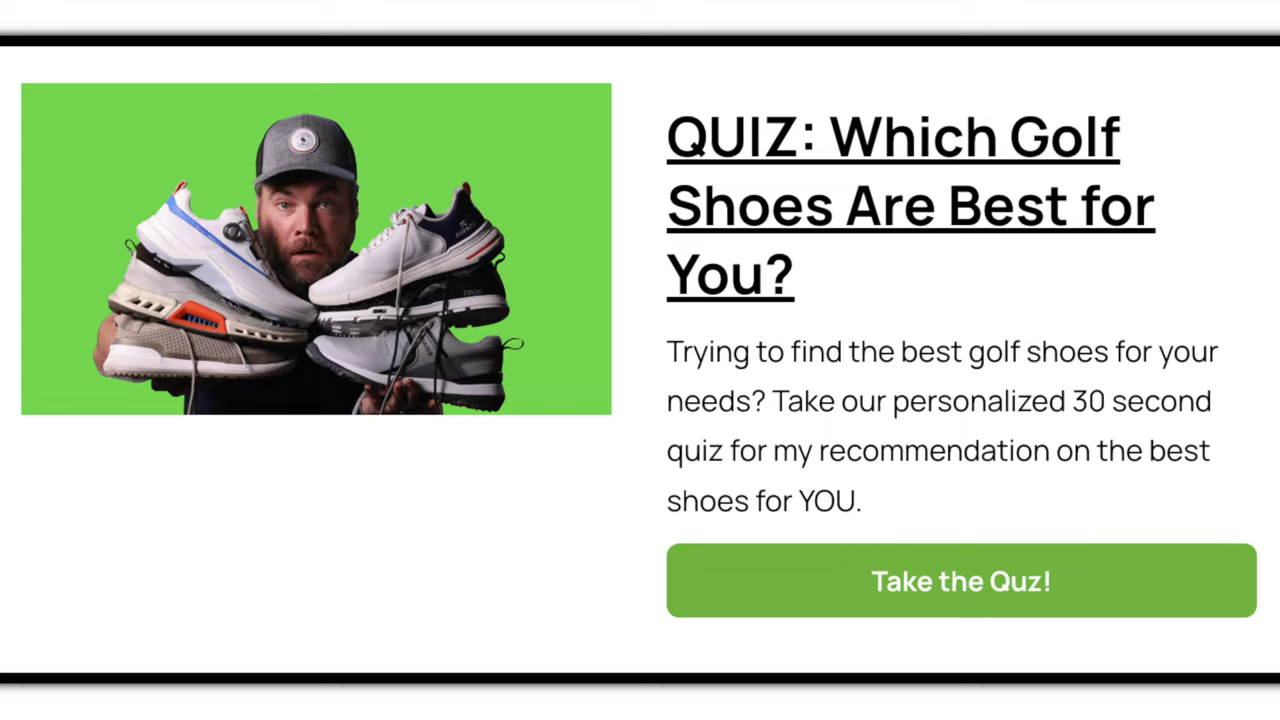 QUIZ: Which Golf
Shoes Are Best for
You?
Trying to find the best golf shoes for your
needs? Take our personalized 30 second
quiz for my recommendation on the best
shoes for YOU.
Take the Quz!
TRUE